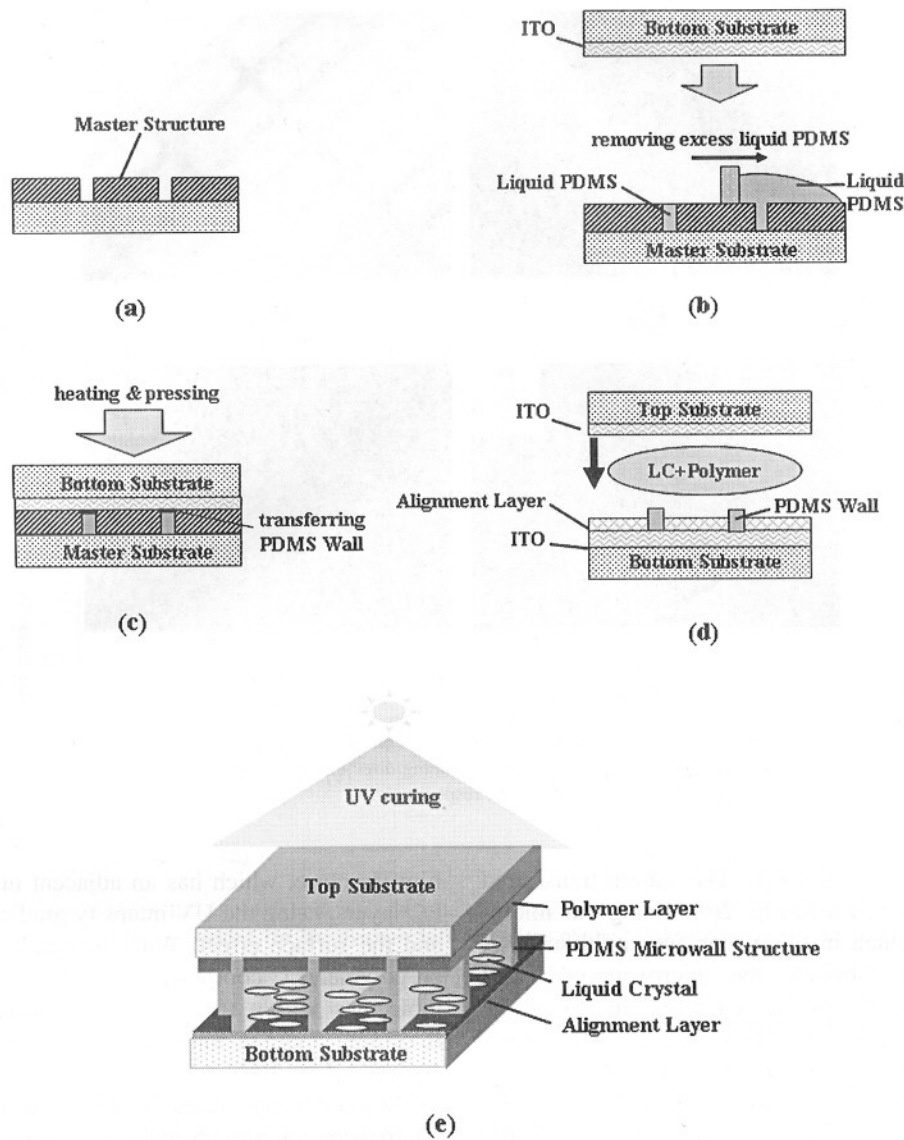 Master Structure
(a)
ITO
Bottom Substrate
removing excess liquid PDMS
Liquid PDMS
Liquid
PDMS
Master Substrate
(b)
heating & pressing
Bottom Substrate
transferring
PDMS Wall
Master Substrate
(c)
ITO
Top Substrate
LC+Polymer
Alignment Layer
PDMS Wall
ITO
Bottom Substrate
(d)
UV curing
Top Substrate
Polymer Layer
PDMS Microwall Structure
Liquid Crystal
Alignment Layer
Bottom Substrate
(e)